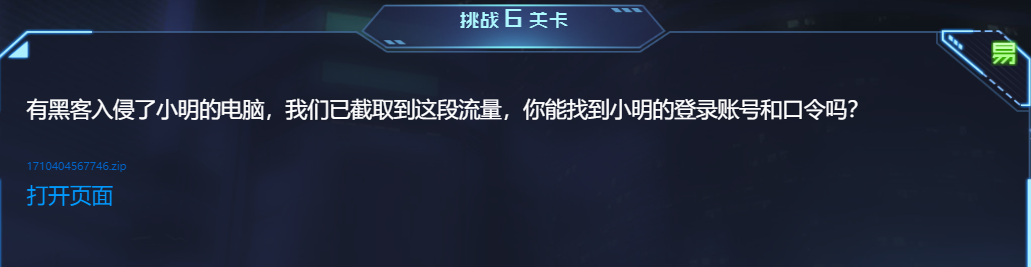 挑战 6 关卡
易
有黑客入侵了小明的电脑，我们已截取到这段流量，你能找到小明的登录账号和口令吗？
1710404567746.zip
打开页面